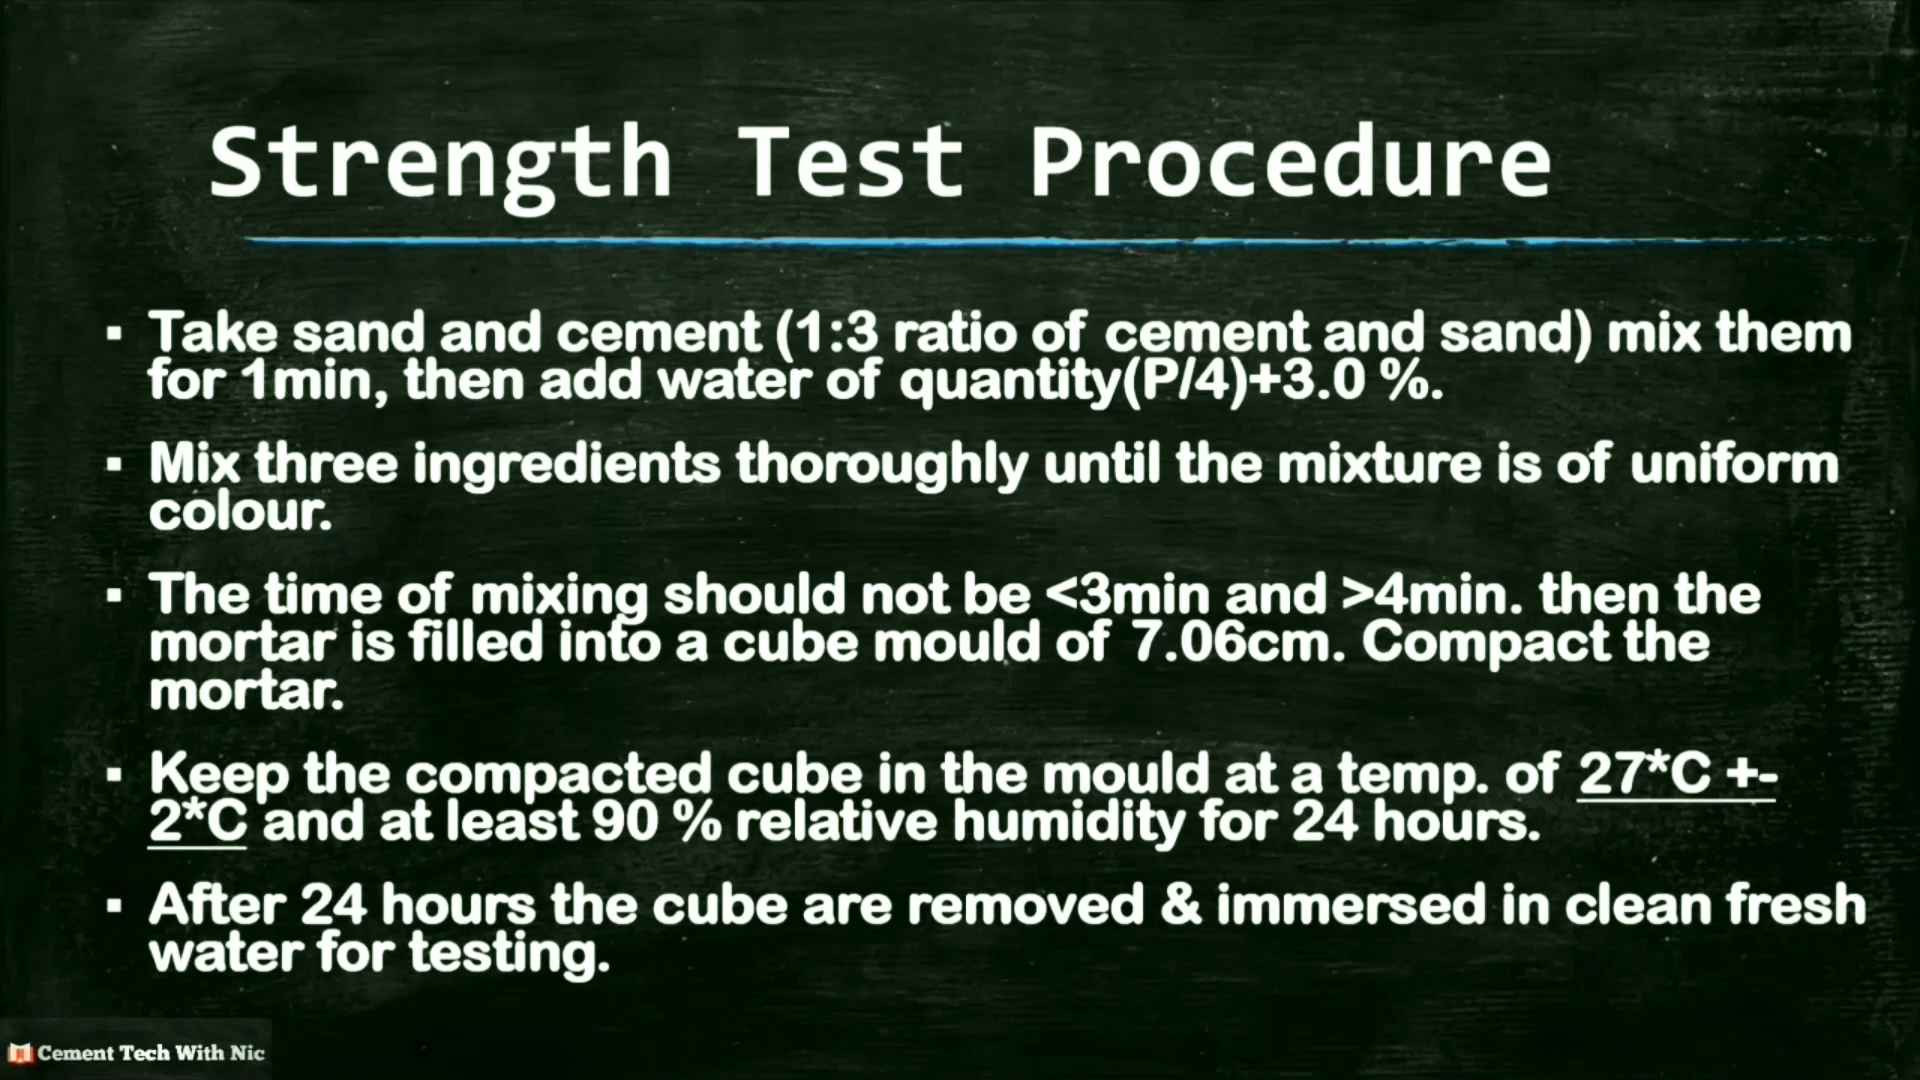 Strength Test Procedure
▪ Take sand and cement (1:3 ratio of cement and sand) mix them
for 1min, then add water of quantity(P/4)+3.0 %.
▪ Mix three ingredients thoroughly until the mixture is of uniform
colour.
▪ The time of mixing should not be <3min and >4min. then the
mortar is filled into a cube mould of 7.06cm. Compact the
mortar.
▪ Keep the compacted cube in the mould at a temp. of 27*C +-
2*C and at least 90 % relative humidity for 24 hours.
▪ After 24 hours the cube are removed & immersed in clean fresh
water for testing.
Cement Tech With Nic